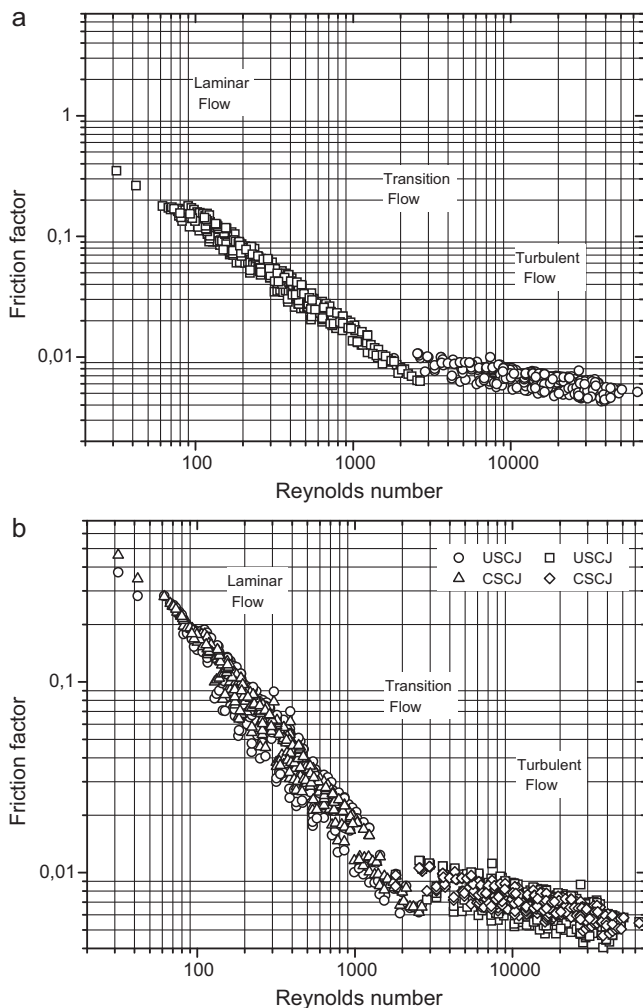 a
Laminar
Flow
1
Transition
Flow
0,1
Turbulent
Flow
0,01
Friction factor
100 1000 10000
Reynolds number
b
USCJ USCJ
CSCJ CSCJ
Laminar
Flow
0,1
Transition
Flow
Turbulent
Flow
0,01
Friction factor
100 1000 10000
Reynolds number